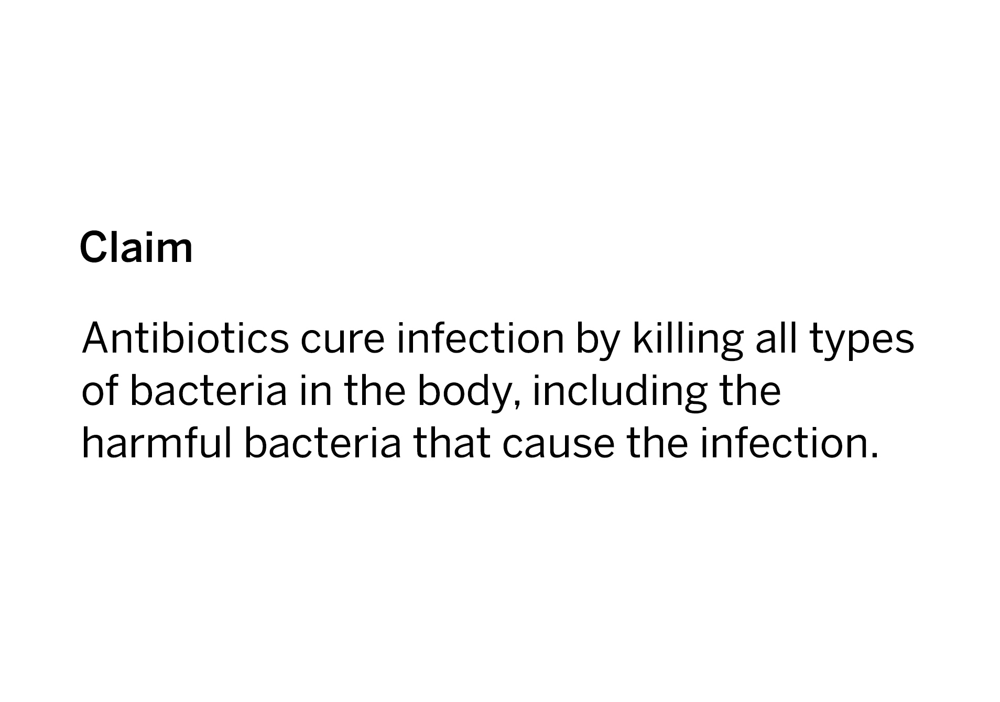 Claim
Antibiotics cure infection by killing all types
of bacteria in the body, including the
harmful bacteria that cause the infection.